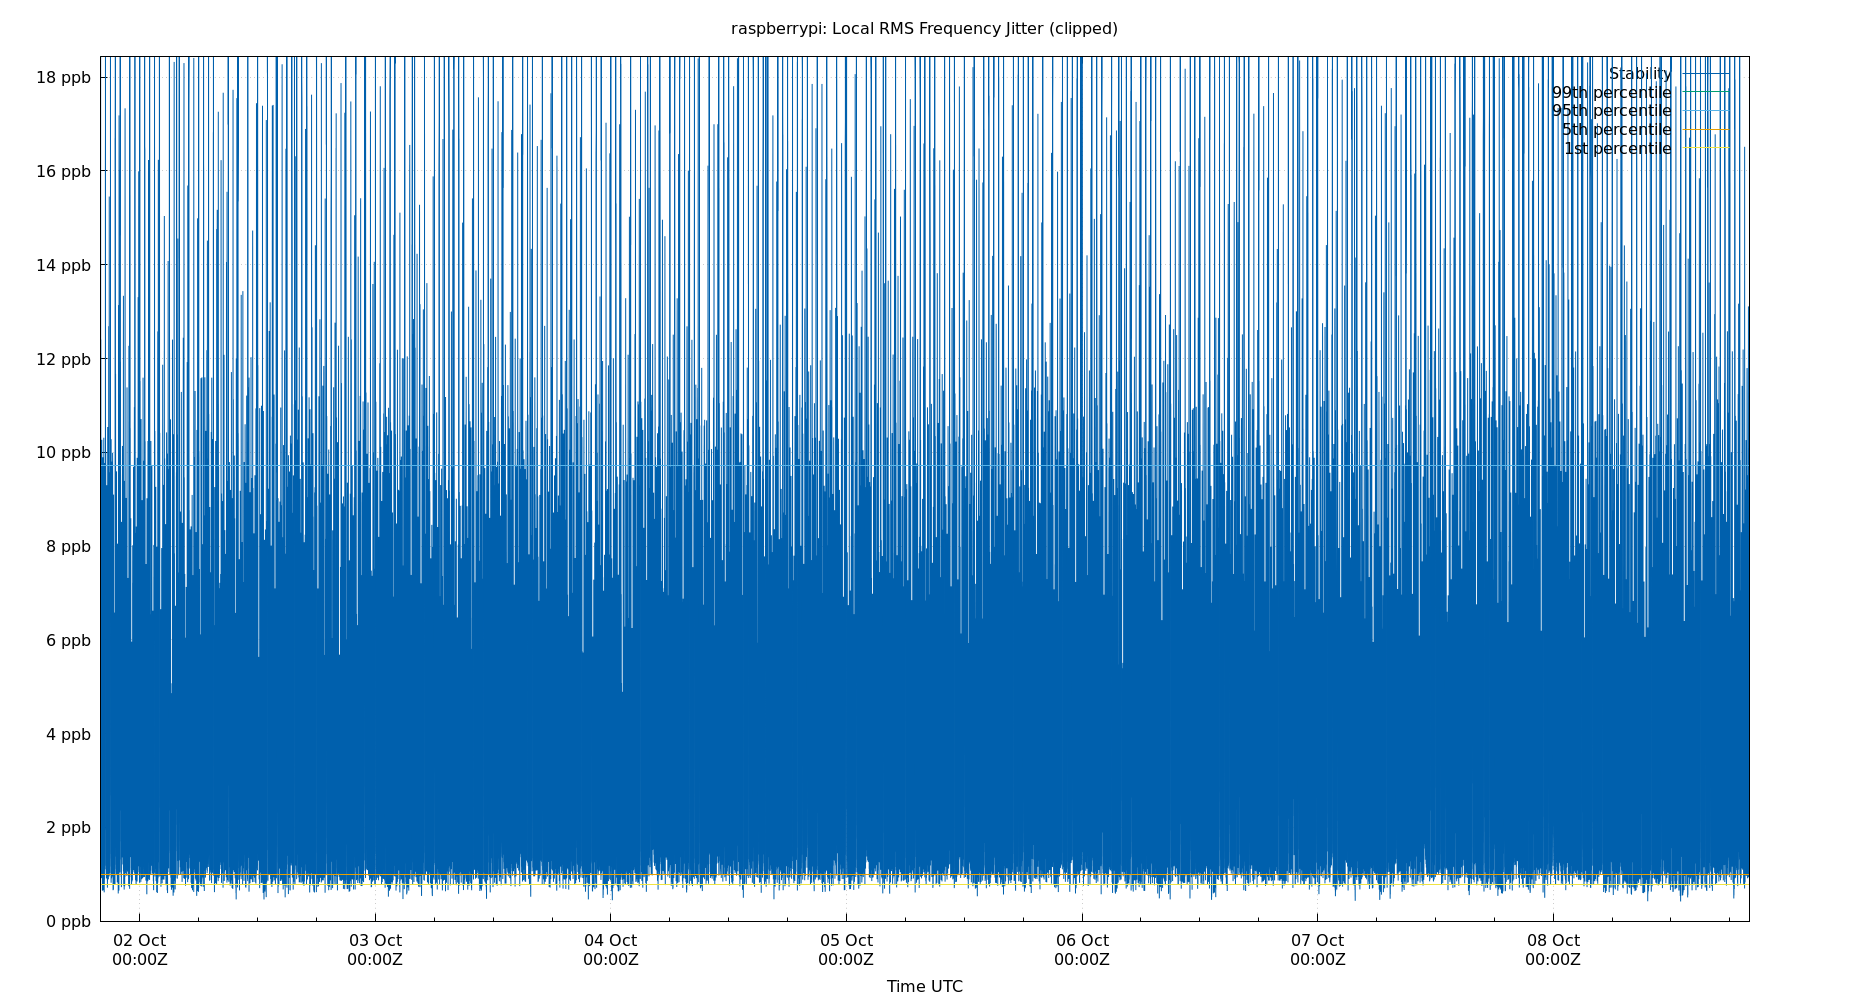 raspberrypi: Local RMS Frequency Jitter (clipped)
18 ppb
16 ppb
14 ppb
12 ppb
10 ppb
8 ppb
6 ppb
4 ppb
2 ppb
0 ppb
Stability
99th percentile
95th percentile
5th percentile
1st percentile
02 Oct 03 Oct 04 Oct 05 Oct 06 Oct 07 Oct 08 Oct
00:00Z 00:00Z 00:00Z 00:00Z 00:00Z 00:00Z 00:00Z
Time UTC